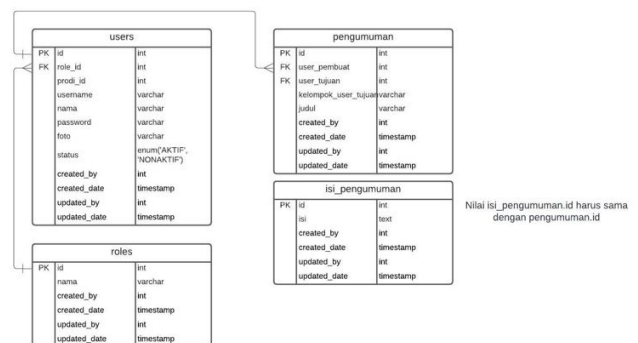 users
PK id int
FK role_id int
prodi_id int
username varchar
nama varchar
password varchar
foto varchar
status enum('AKTIF', 'NONAKTIF')
created_by int
created_date timestamp
updated_by int
updated_date timestamp
roles
PK id int
nama varchar
created_by int
created_date timestamp
updated_by int
updated_date timestamp
pengumuman
PK id int
FK user_pembuat int
FK user_tujuan int
kelompok_user_tujuan varchar
judul varchar
created_by int
created_date timestamp
updated_by int
updated_date timestamp
isi_pengumuman
PK id int
isi text
created_by int
created_date timestamp
updated_by int
updated_date timestamp
Nilai isi_pengumuman.id harus sama
dengan pengumuman.id